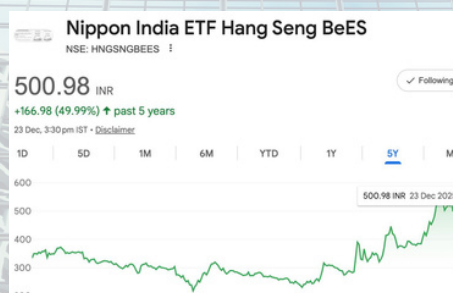 Nippon India ETF Hang Seng BeES
NSE: HNGSNGBEES
500.98 INR
Following
+166.98 (49.99%) ↑ past 5 years
23 Dec, 3:30 pm IST • Disclaimer
1D 5D 1M 6M YTD 1Y 5Y M
600
500.98 INR 23 Dec 202
500
400
300